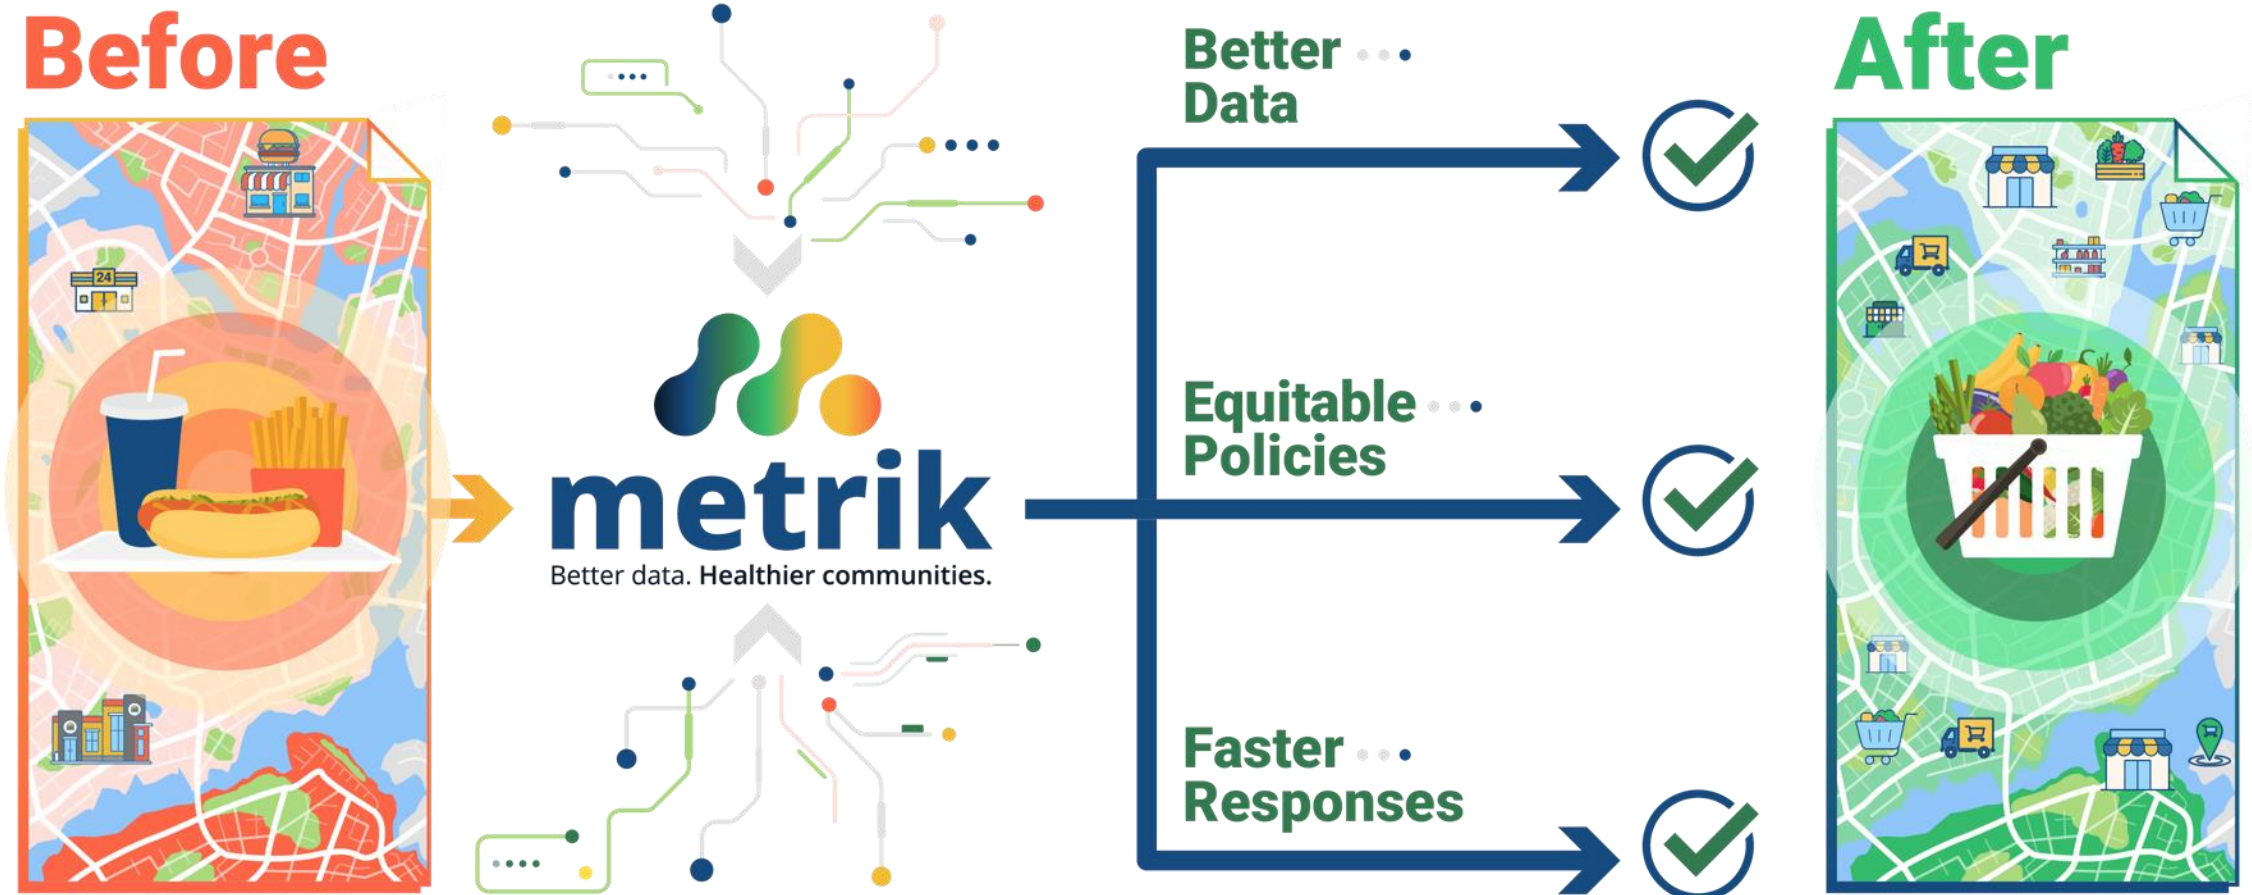 Before
24
metrik
Better data. Healthier communities.
Better
Data
Equitable
Policies
Faster
Responses
After